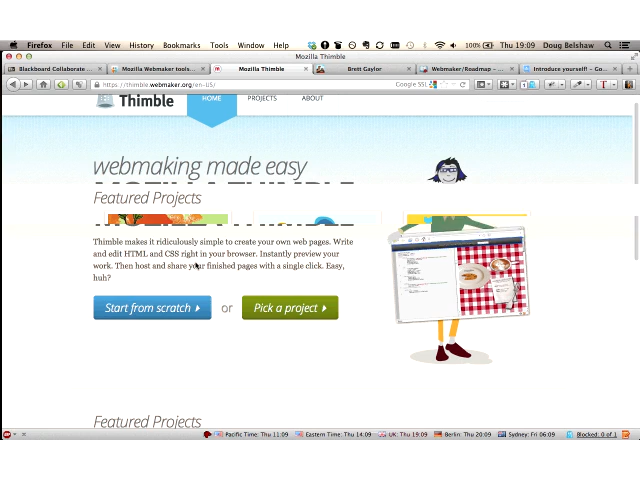 Firefox File Edit View History Bookmarks Tools Window Help 100% Thu 19:09 Doug Belshaw
Mozilla Thimble
Blackboard Collaborate Mozilla Webmaker tools... Mozilla Thimble Brett Gaylor Webmaker/Roadmap – ... Introduce yourself! – Go...
https://thimble.webmaker.org/en-US/ Google SSL
Thimble HOME PROJECTS ABOUT
webmaking made easy
MOZILLA THIMBLE
Featured Projects
Thimble makes it ridiculously simple to create your own web pages. Write
and edit HTML and CSS right in your browser. Instantly preview your
work. Then host and share your finished pages with a single click. Easy,
huh?
Start from scratch or Pick a project
Featured Projects
Pacific Time: Thu 11:09 Eastern Time: Thu 14:09 UK: Thu 19:09 Berlin: Thu 20:09 Sydney: Fri 06:09 Blocked: 0 of 1